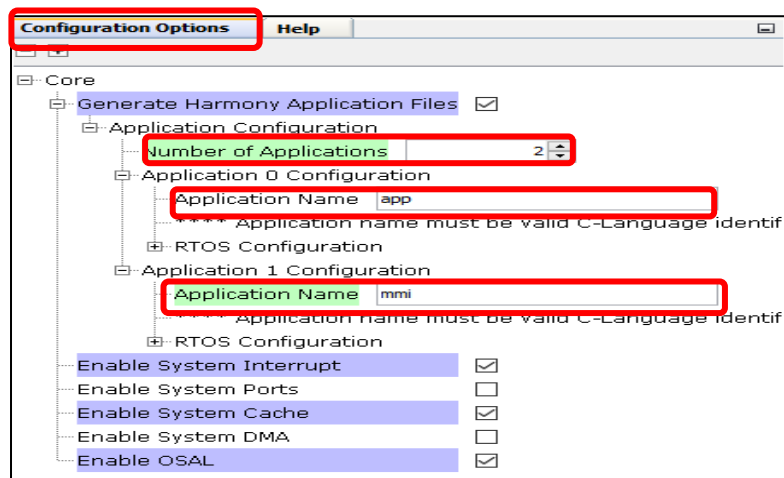 Configuration Options Help
Core
Generate Harmony Application Files
Application Configuration
Number of Applications 2
Application 0 Configuration
Application Name app
**** Application name must be valid C-Language identif
RTOS Configuration
Application 1 Configuration
Application Name mmi
**** Application name must be valid C-Language identif
RTOS Configuration
Enable System Interrupt
Enable System Ports
Enable System Cache
Enable System DMA
Enable OSAL